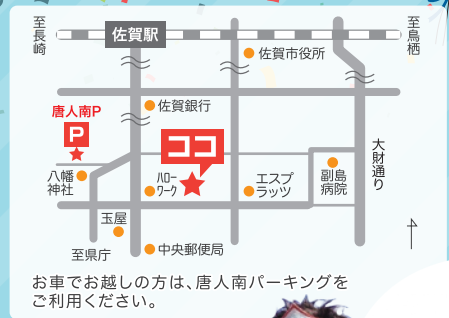 至長崎
佐賀駅
至鳥栖
佐賀市役所
佐賀銀行
唐人南P
P
ココ
大財通り
八幡
神社
ハロー
ワーク
エスプ
ラッツ
副島
病院
玉屋
至県庁
中央郵便局
お車でお越しの方は、唐人南パーキングを
ご利用ください。